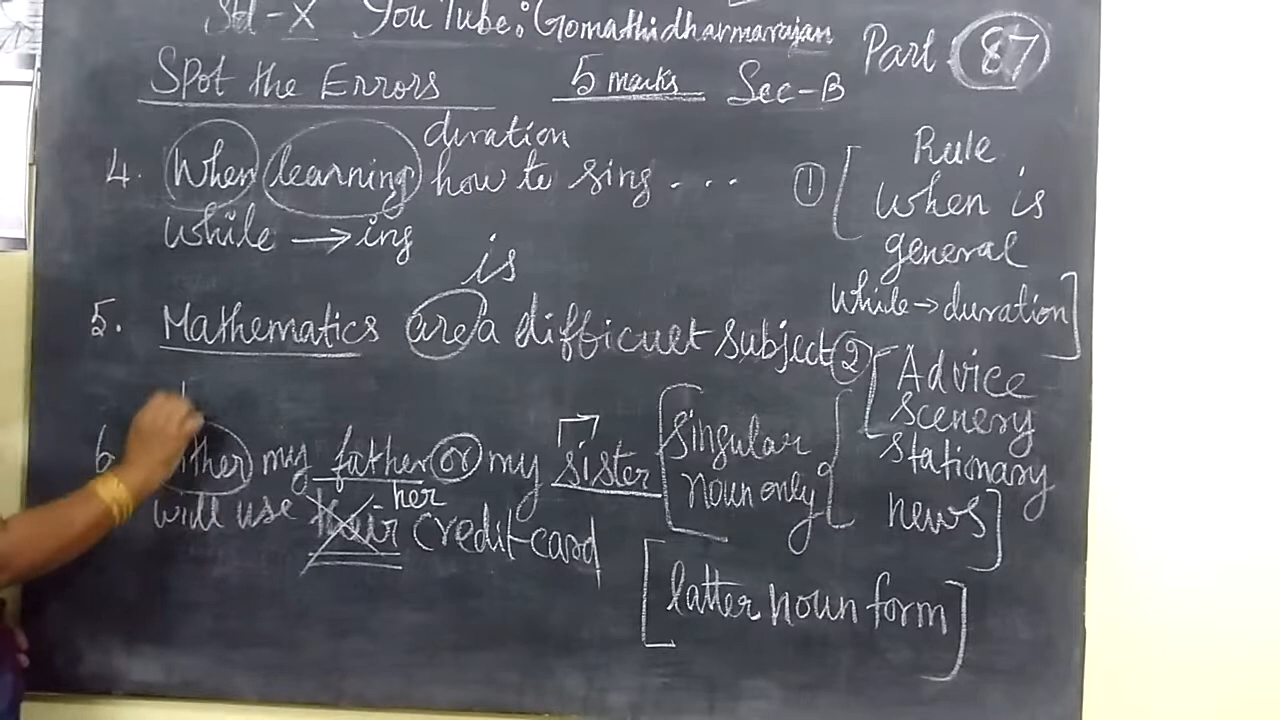 Std - X YouTube: Gomathidharmarajan Part 87
Spot the Errors 5 marks Sec-B
duration
4. When learning how to sing . . .
while → ing
① [ Rule
when is
general
while → duration ]
is
5. Mathematics are a difficult subject
② [ Advice
scenery
stationary
news ]
[ Singular
noun only {
6. Either my father or my sister
her
will use their credit card
[ latter noun form ]